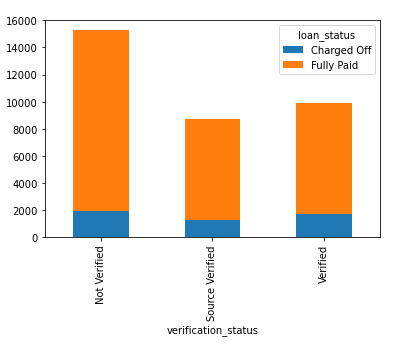 16000
14000
12000
10000
8000
6000
4000
2000
0
loan_status
Charged Off
Fully Paid
Not Verified
Source Verified
Verified
verification_status